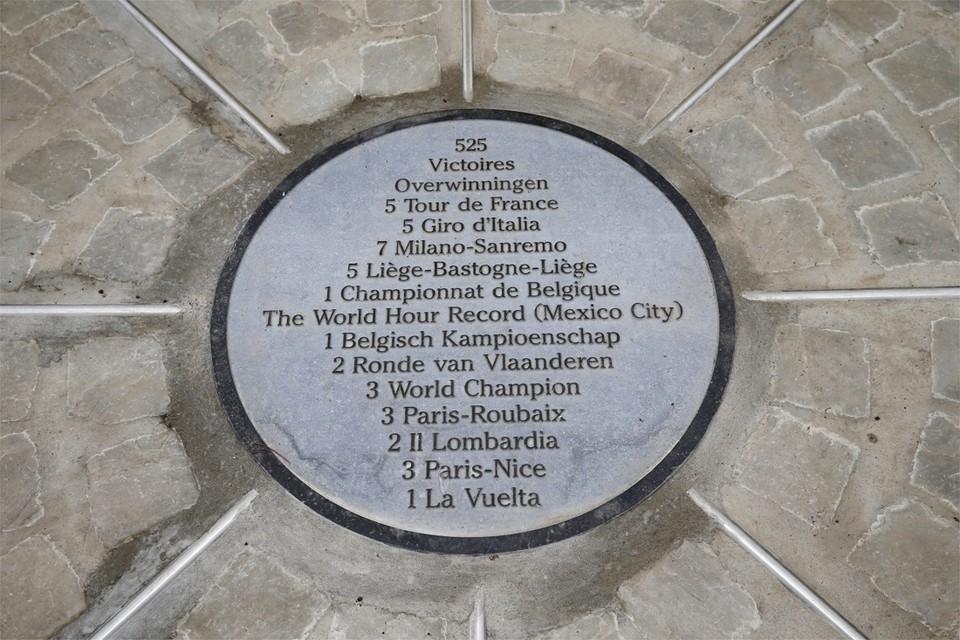 525
Victoires
Overwinningen
5 Tour de France
5 Giro d'Italia
7 Milano-Sanremo
5 Liège-Bastogne-Liège
1 Championnat de Belgique
The World Hour Record (Mexico City)
1 Belgisch Kampioenschap
2 Ronde van Vlaanderen
3 World Champion
3 Paris-Roubaix
2 Il Lombardia
3 Paris-Nice
1 La Vuelta